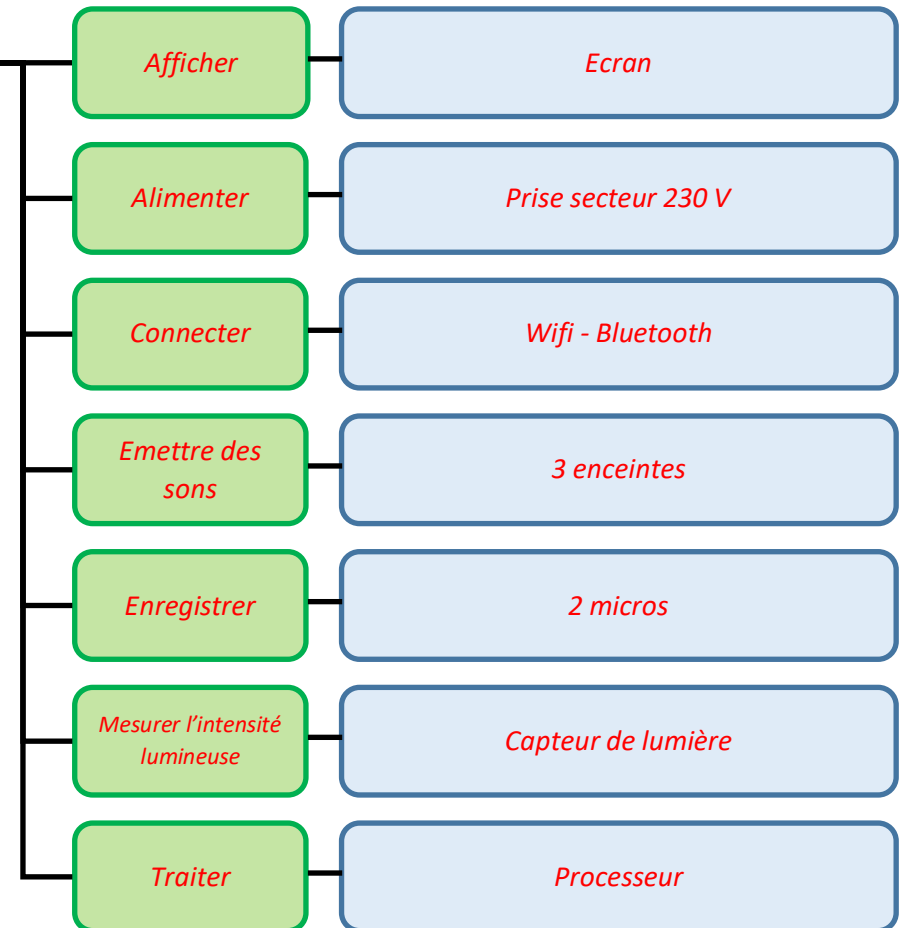 Afficher
Ecran
Alimenter
Prise secteur 230 V
Connecter
Wifi - Bluetooth
Emettre des
sons
3 enceintes
Enregistrer
2 micros
Mesurer l’intensité
lumineuse
Capteur de lumière
Traiter
Processeur